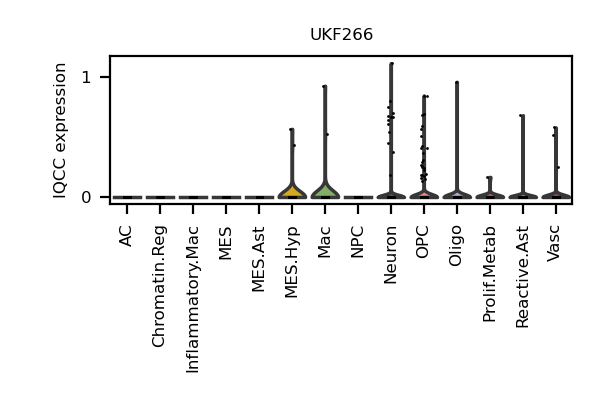 UKF266
IQCC expression
1
0
AC
Chromatin.Reg
Inflammatory.Mac
MES
MES.Ast
MES.Hyp
Mac
NPC
Neuron
OPC
Oligo
Prolif.Metab
Reactive.Ast
Vasc